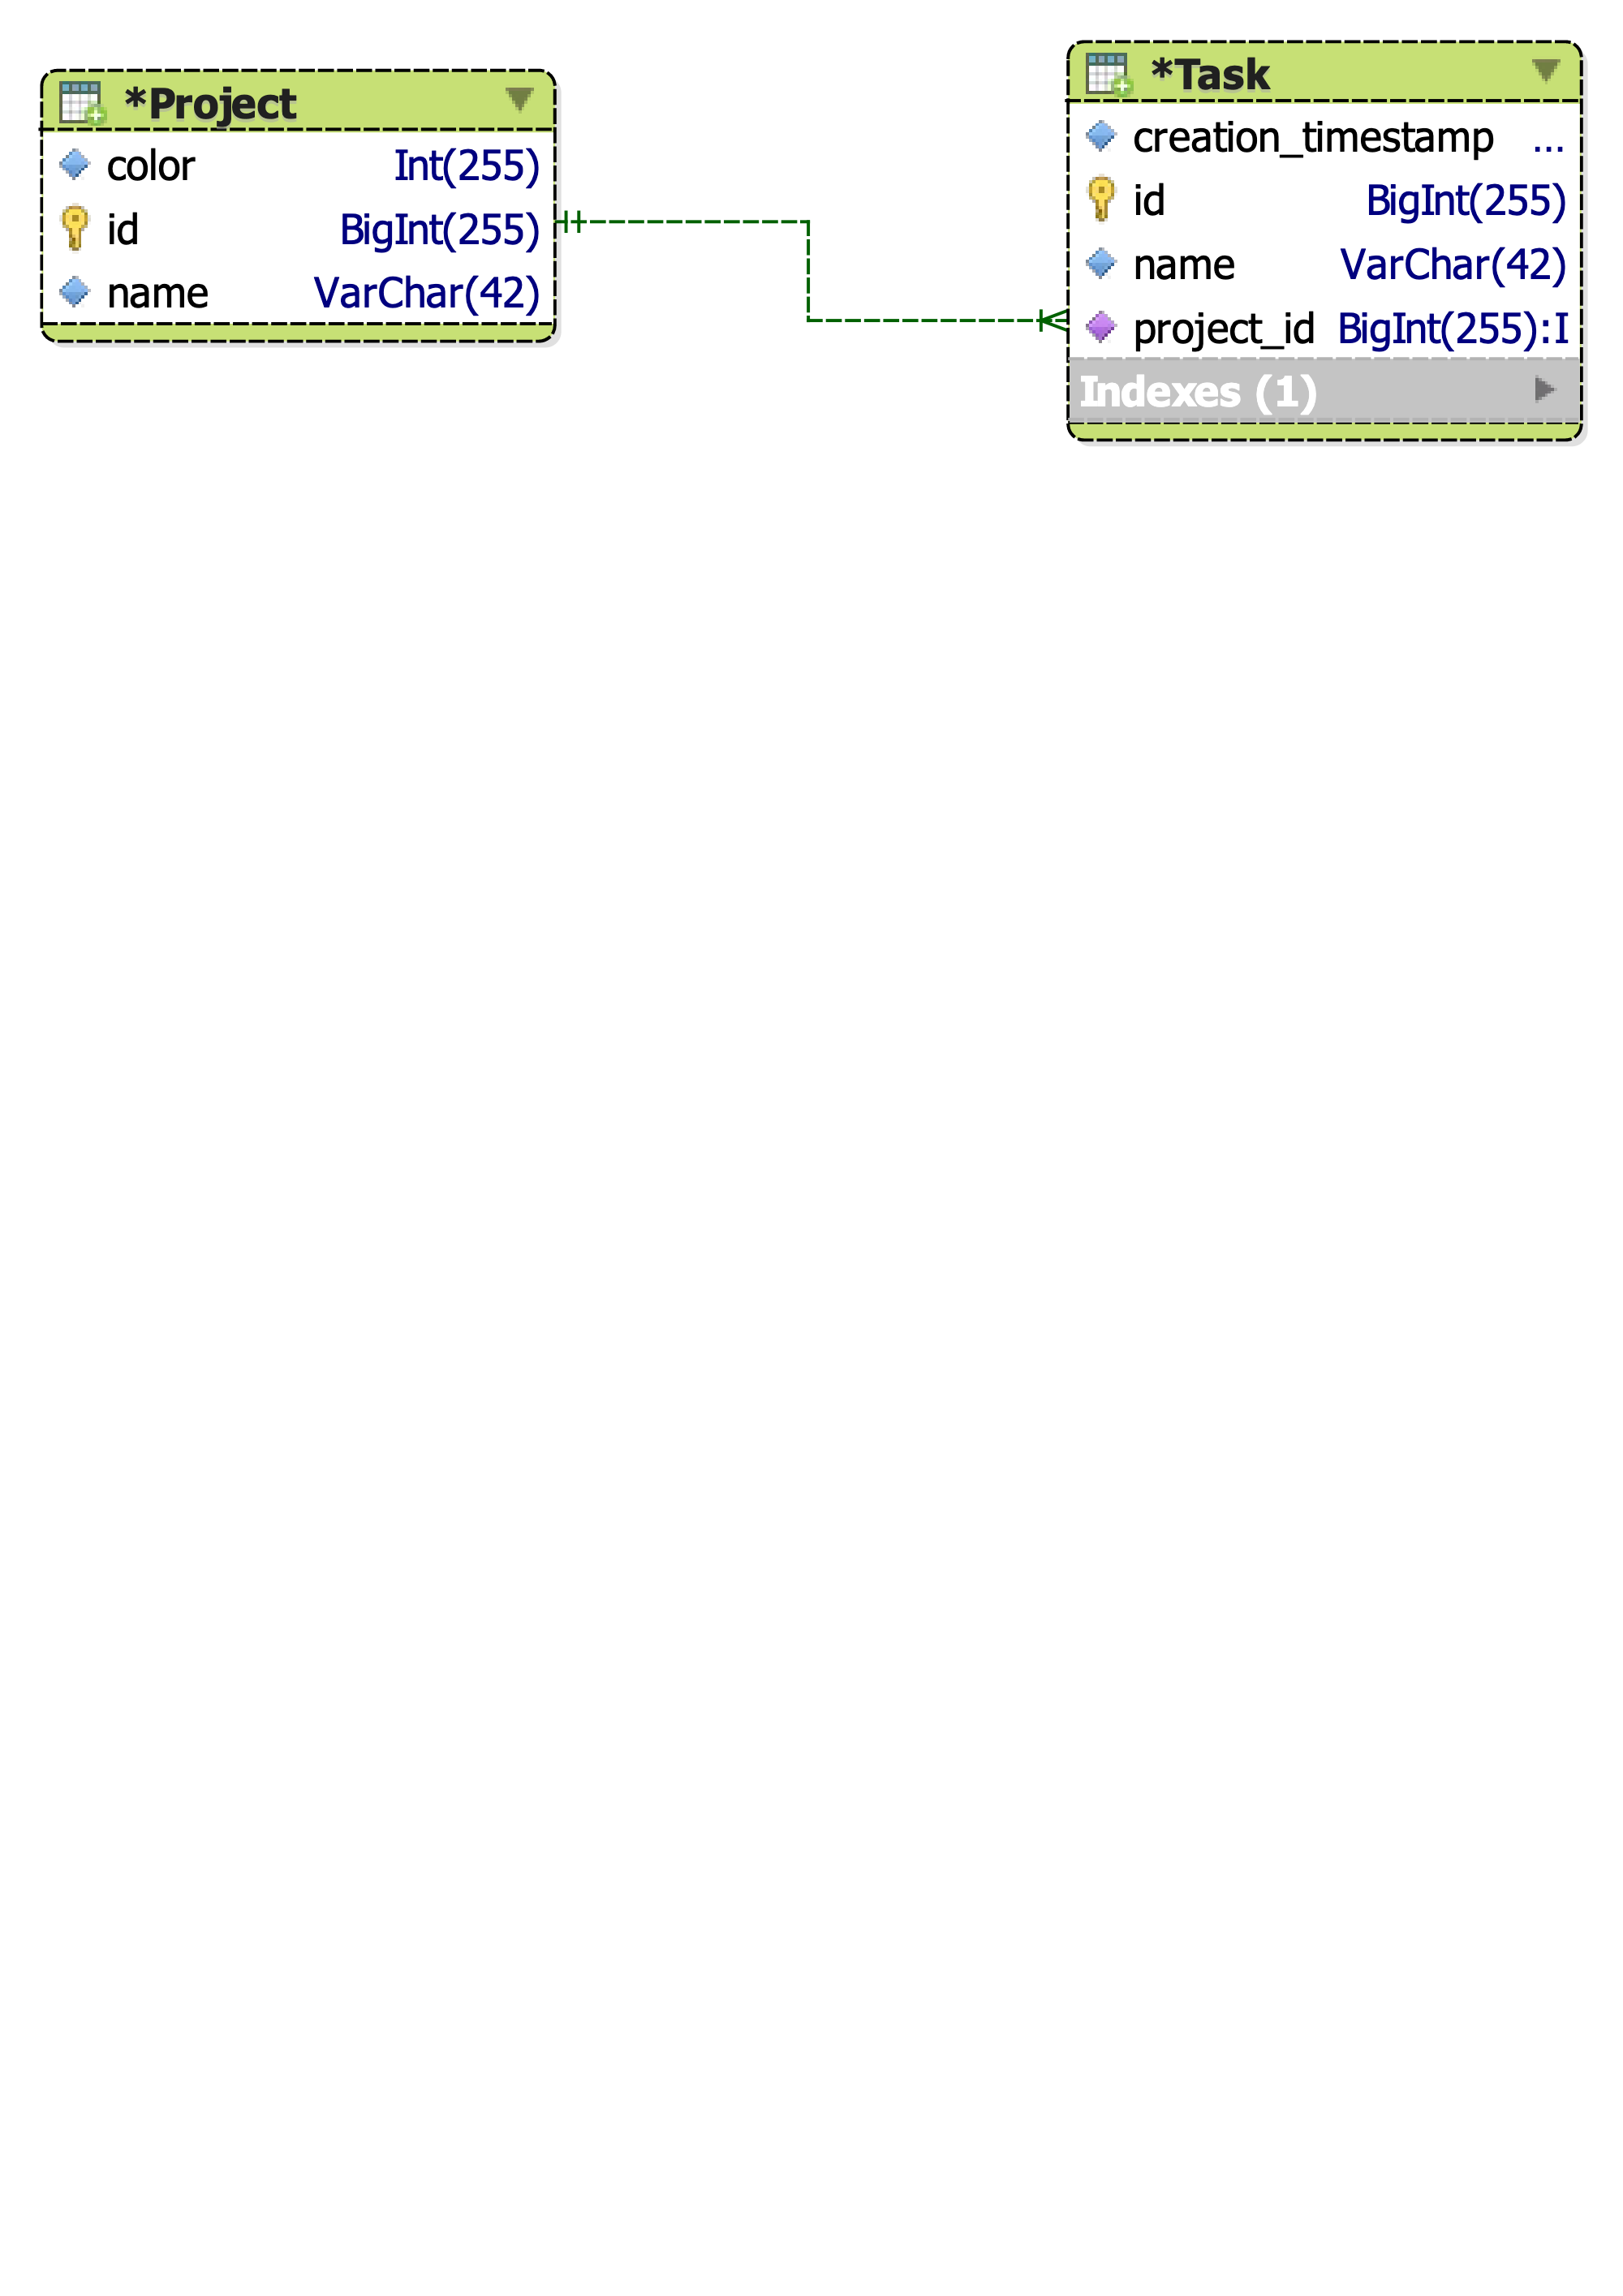 *Project
color Int(255)
id BigInt(255)
name VarChar(42)
*Task
creation_timestamp ...
id BigInt(255)
name VarChar(42)
project_id BigInt(255):I
Indexes (1)